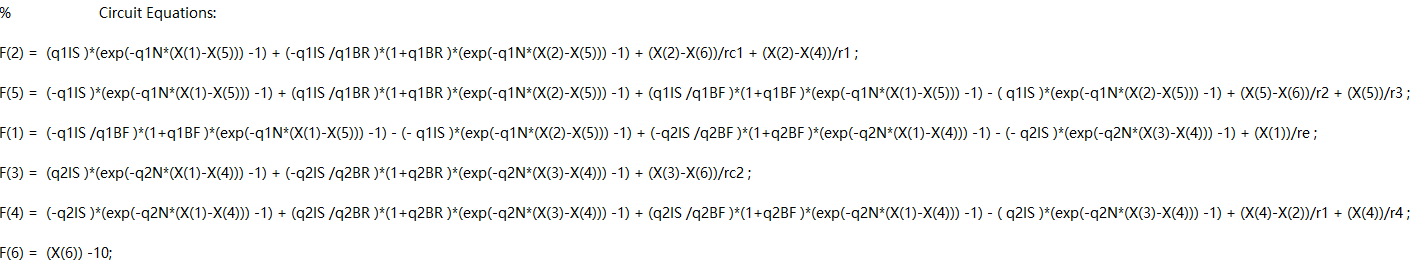 % Circuit Equations:
F(2) = (q1IS )*(exp(-q1N*(X(1)-X(5))) -1) + (-q1IS /q1BR )*(1+q1BR )*(exp(-q1N*(X(2)-X(5))) -1) + (X(2)-X(6))/rc1 + (X(2)-X(4))/r1 ;
F(5) = (-q1IS )*(exp(-q1N*(X(1)-X(5))) -1) + (q1IS /q1BR )*(1+q1BR )*(exp(-q1N*(X(2)-X(5))) -1) + (q1IS /q1BF )*(1+q1BF )*(exp(-q1N*(X(1)-X(5))) -1) - ( q1IS )*(exp(-q1N*(X(2)-X(5))) -1) + (X(5)-X(6))/r2 + (X(5))/r3 ;
F(1) = (-q1IS /q1BF )*(1+q1BF )*(exp(-q1N*(X(1)-X(5))) -1) - (- q1IS )*(exp(-q1N*(X(2)-X(5))) -1) + (-q2IS /q2BF )*(1+q2BF )*(exp(-q2N*(X(1)-X(4))) -1) - (- q2IS )*(exp(-q2N*(X(3)-X(4))) -1) + (X(1))/re ;
F(3) = (q2IS )*(exp(-q2N*(X(1)-X(4))) -1) + (-q2IS /q2BR )*(1+q2BR )*(exp(-q2N*(X(3)-X(4))) -1) + (X(3)-X(6))/rc2 ;
F(4) = (-q2IS )*(exp(-q2N*(X(1)-X(4))) -1) + (q2IS /q2BR )*(1+q2BR )*(exp(-q2N*(X(3)-X(4))) -1) + (q2IS /q2BF )*(1+q2BF )*(exp(-q2N*(X(1)-X(4))) -1) - ( q2IS )*(exp(-q2N*(X(3)-X(4))) -1) + (X(4)-X(2))/r1 + (X(4))/r4 ;
F(6) = (X(6)) -10;